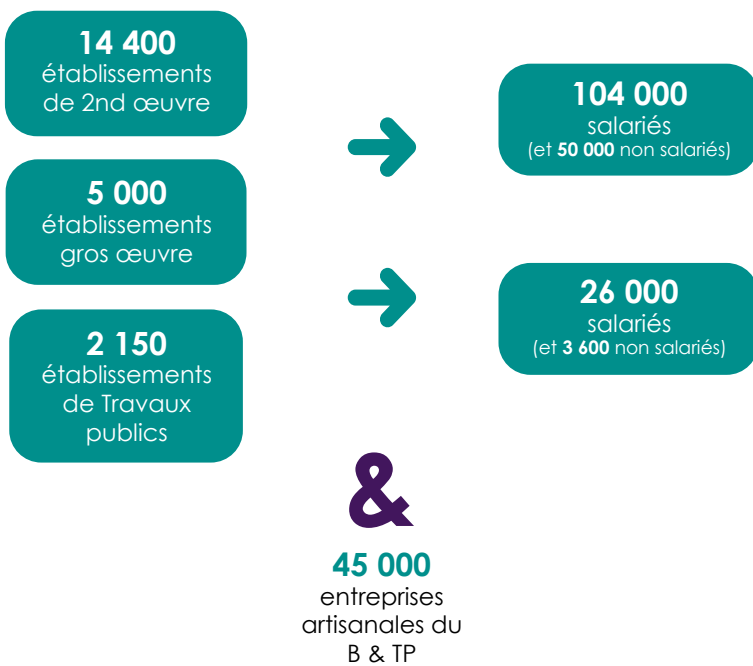 14 400
établissements
de 2nd œuvre
104 000
salariés
(et 50 000 non salariés)
5 000
établissements
gros œuvre
26 000
salariés
(et 3 600 non salariés)
2 150
établissements
de Travaux
publics
&
45 000
entreprises
artisanales du
B & TP